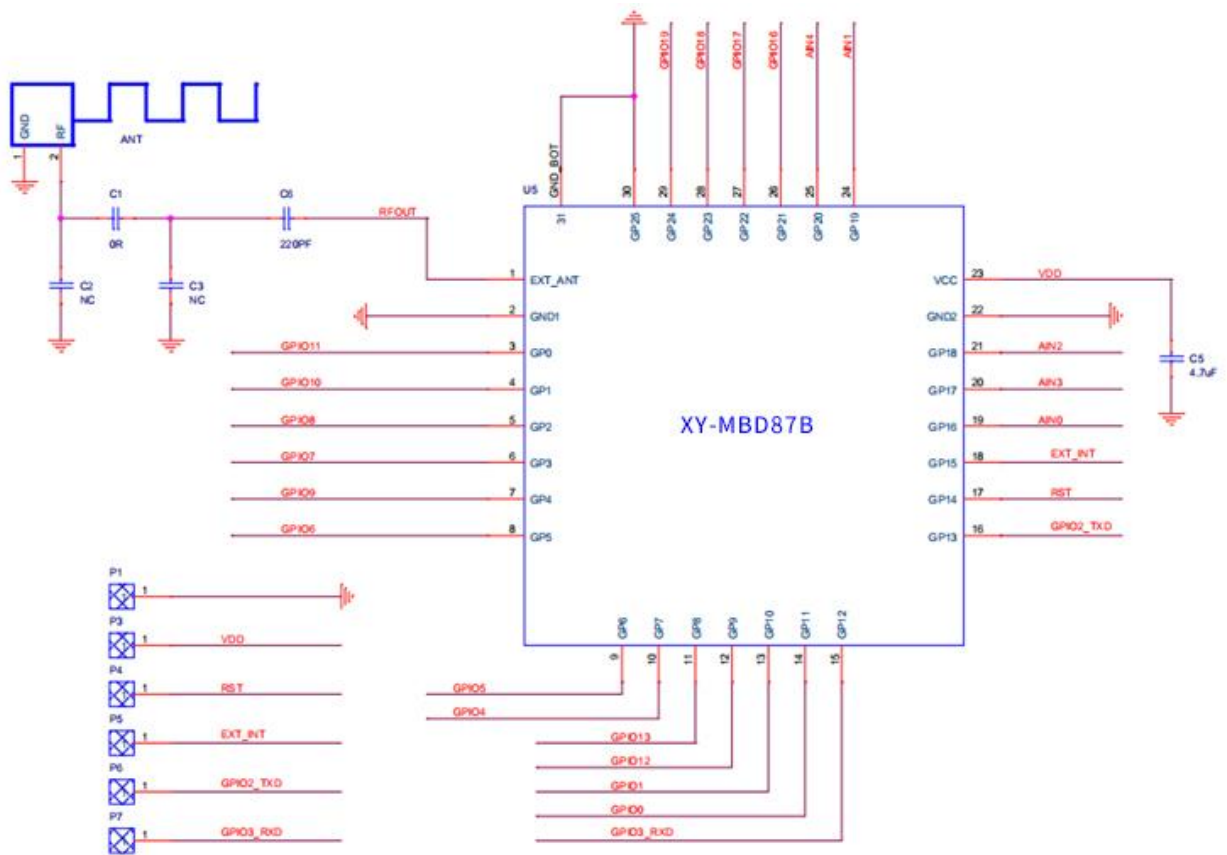 GPIO19
GPIO18
GPIO17
GPIO16
AIN4
AIN1
GND
RF
ANT
1
2
GND_BOT
U5
31
30
29
28
27
26
25
24
GP25
GP24
GP23
GP22
GP21
GP20
GP19
C1
0R
C6
220PF
RFOUT
C2
NC
C3
NC
1 EXT_ANT
2 GND1
GPIO11 3 GP0
GPIO10 4 GP1
GPIO8 5 GP2
GPIO7 6 GP3
GPIO9 7 GP4
GPIO6 8 GP5
XY-MBD87B
VCC 23 VDD
GND2 22
GP18 21 AIN2
GP17 20 AIN3
GP16 19 AIN0
GP15 18 EXT_INT
GP14 17 RST
GP13 16 GPIO2_TXD
C5
4.7uF
P1
1 1
P3
1 1 VDD
P4
1 1 RST
P5
1 1 EXT_INT
P6
1 1 GPIO2_TXD
P7
1 1 GPIO3_RXD
GP6
GP7
GP8
GP9
GP10
GP11
GP12
9
10
11
12
13
14
15
GPIO5
GPIO4
GPIO13
GPIO12
GPIO1
GPIO0
GPIO3_RXD